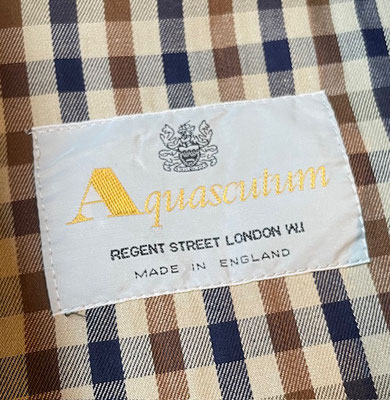 Aquascutum
REGENT STREET LONDON W.I
MADE IN ENGLAND